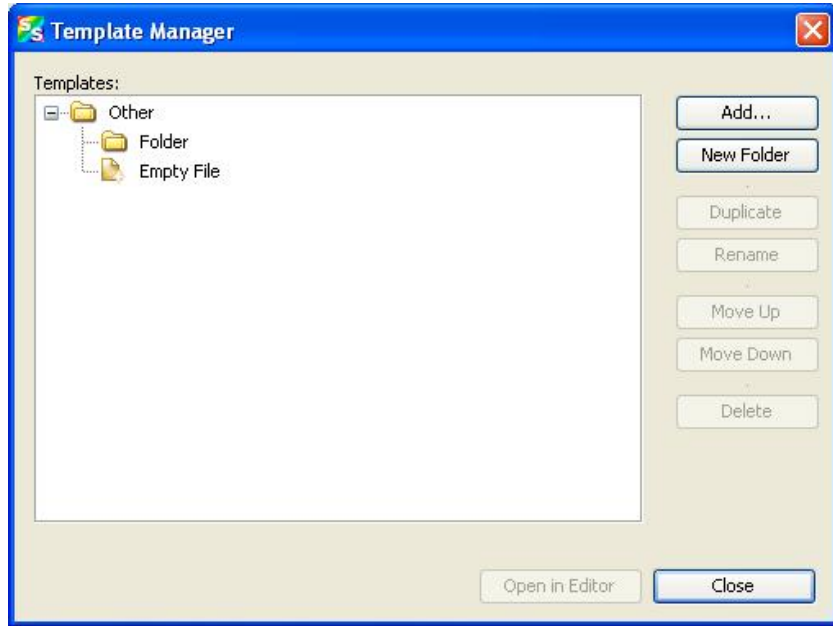 Template Manager
Templates:
Other
Folder
Empty File
Add...
New Folder
Duplicate
Rename
Move Up
Move Down
Delete
Open in Editor
Close